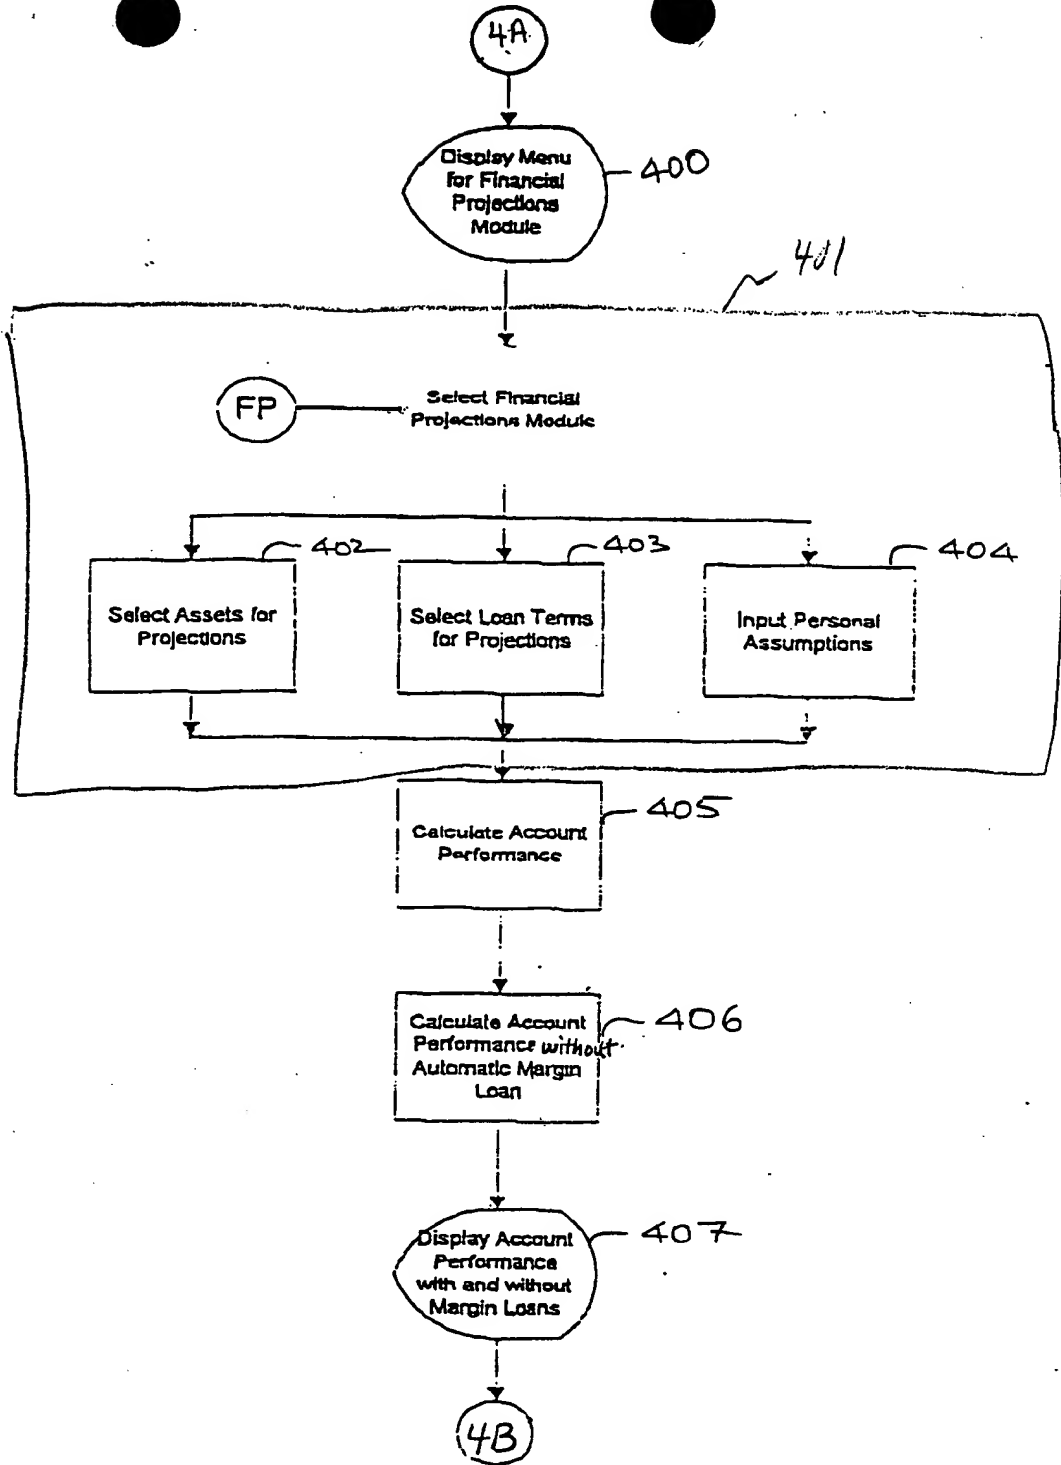 4A
Display Menu
for Financial
Projections
Module
400
401
FP
Select Financial
Projections Module
402
403
404
Select Assets for
Projections
Select Loan Terms
for Projections
Input Personal
Assumptions
405
Calculate Account
Performance
406
Calculate Account
Performance without
Automatic Margin
Loan
407
Display Account
Performance
with and without
Margin Loans
4B